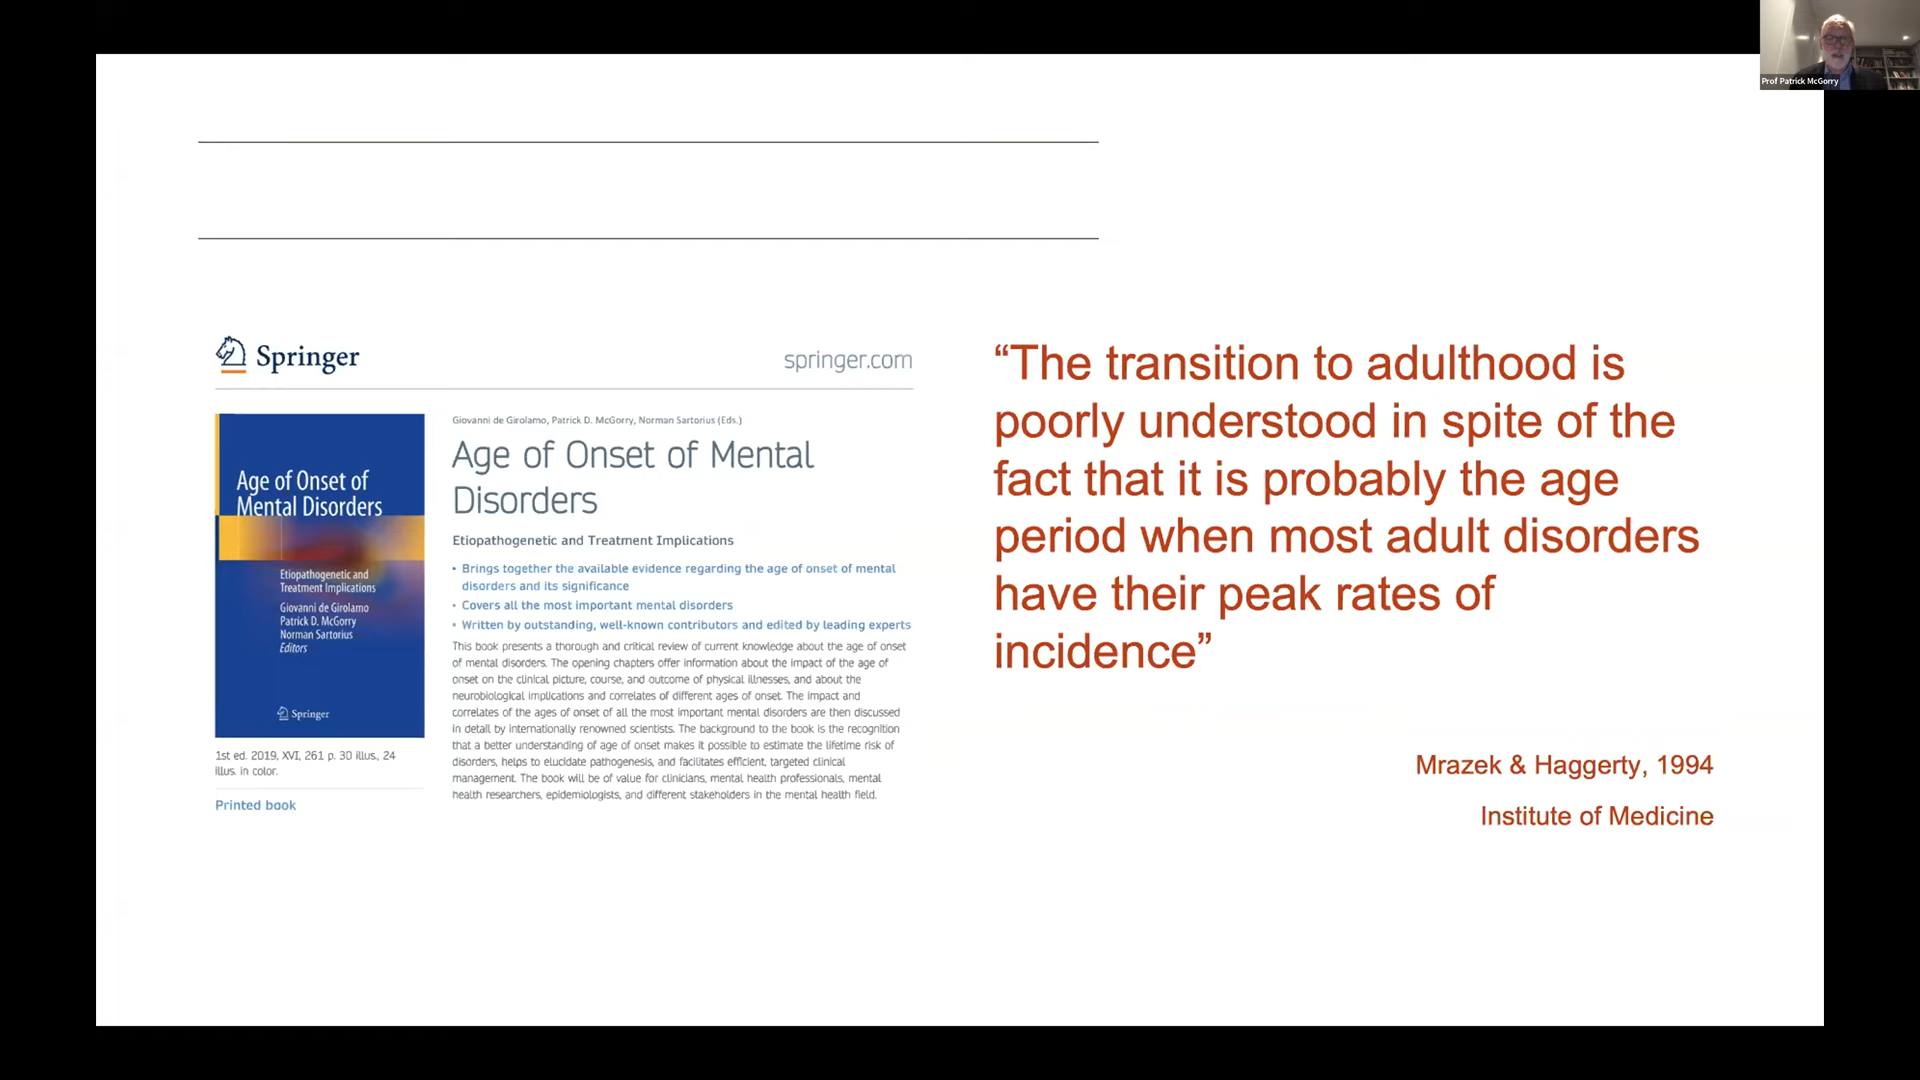 Prof Patrick McGorry
Springer
springer.com
Age of Onset of
Mental Disorders
Etiopathogenetic and
Treatment Implications
Giovanni de Girolamo
Patrick D. McGorry
Norman Sartorius
Editors
Springer
1st ed. 2019, XVI, 261 p. 30 illus., 24
illus. in color.
Printed book
Giovanni de Girolamo, Patrick D. McGorry, Norman Sartorius (Eds.)
Age of Onset of Mental
Disorders
Etiopathogenetic and Treatment Implications
• Brings together the available evidence regarding the age of onset of mental
disorders and its significance
• Covers all the most important mental disorders
• Written by outstanding, well-known contributors and edited by leading experts
This book presents a thorough and critical review of current knowledge about the age of onset
of mental disorders. The opening chapters offer information about the impact of the age of
onset on the clinical picture, course, and outcome of physical illnesses, and about the
neurobiological implications and correlates of different ages of onset. The impact and
correlates of the ages of onset of all the most important mental disorders are then discussed
in detail by internationally renowned scientists. The background to the book is the recognition
that a better understanding of age of onset makes it possible to estimate the lifetime risk of
disorders, helps to elucidate pathogenesis, and facilitates efficient, targeted clinical
management. The book will be of value for clinicians, mental health professionals, mental
health researchers, epidemiologists, and different stakeholders in the mental health field.
“The transition to adulthood is
poorly understood in spite of the
fact that it is probably the age
period when most adult disorders
have their peak rates of
incidence”
Mrazek & Haggerty, 1994
Institute of Medicine